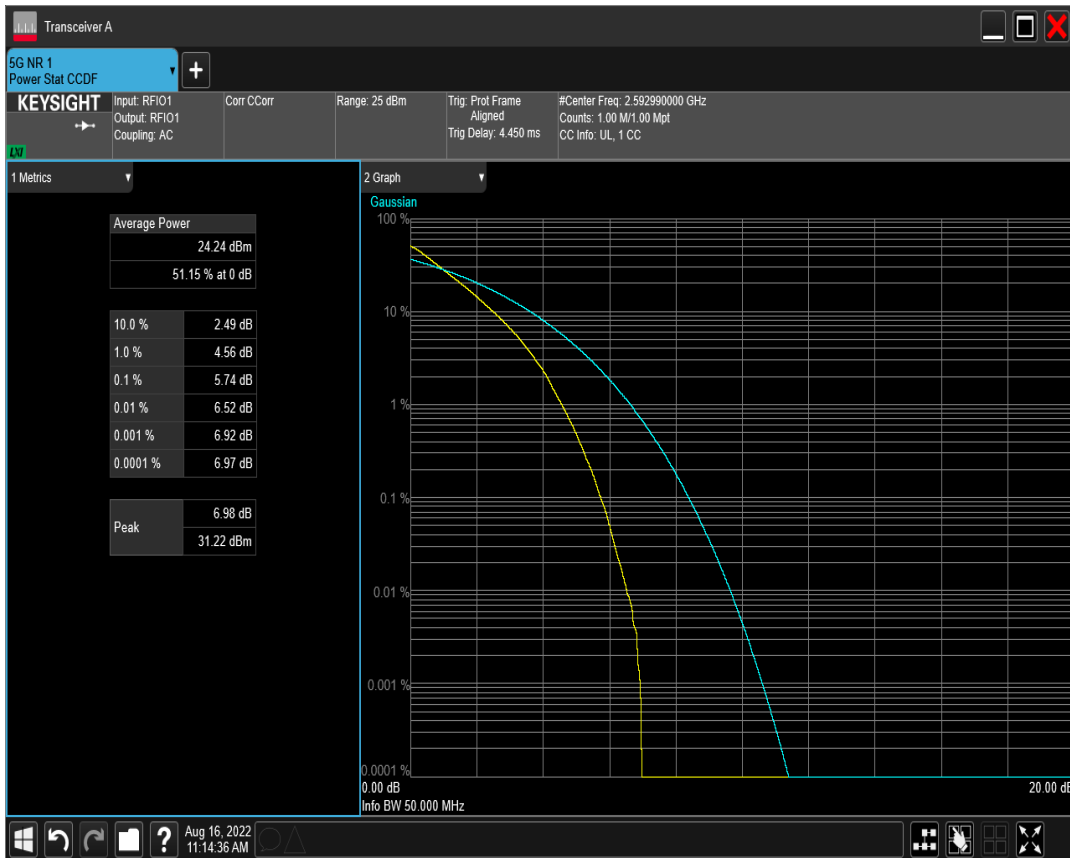 Transceiver A
5G NR 1
Power Stat CCDF
+
KEYSIGHT
LXI
Input: RFIO1
Output: RFIO1
Coupling: AC
Corr CCorr
Range: 25 dBm
Trig: Prot Frame
Aligned
Trig Delay: 4.450 ms
#Center Freq: 2.592990000 GHz
Counts: 1.00 M/1.00 Mpt
CC Info: UL, 1 CC
1 Metrics
Average Power
24.24 dBm
51.15 % at 0 dB
10.0 % 2.49 dB
1.0 % 4.56 dB
0.1 % 5.74 dB
0.01 % 6.52 dB
0.001 % 6.92 dB
0.0001 % 6.97 dB
Peak
6.98 dB
31.22 dBm
2 Graph
Gaussian
100 %
10 %
1 %
0.1 %
0.01 %
0.001 %
0.0001 %
0.00 dB
20.00 dB
Info BW 50.000 MHz
?
Aug 16, 2022
11:14:36 AM